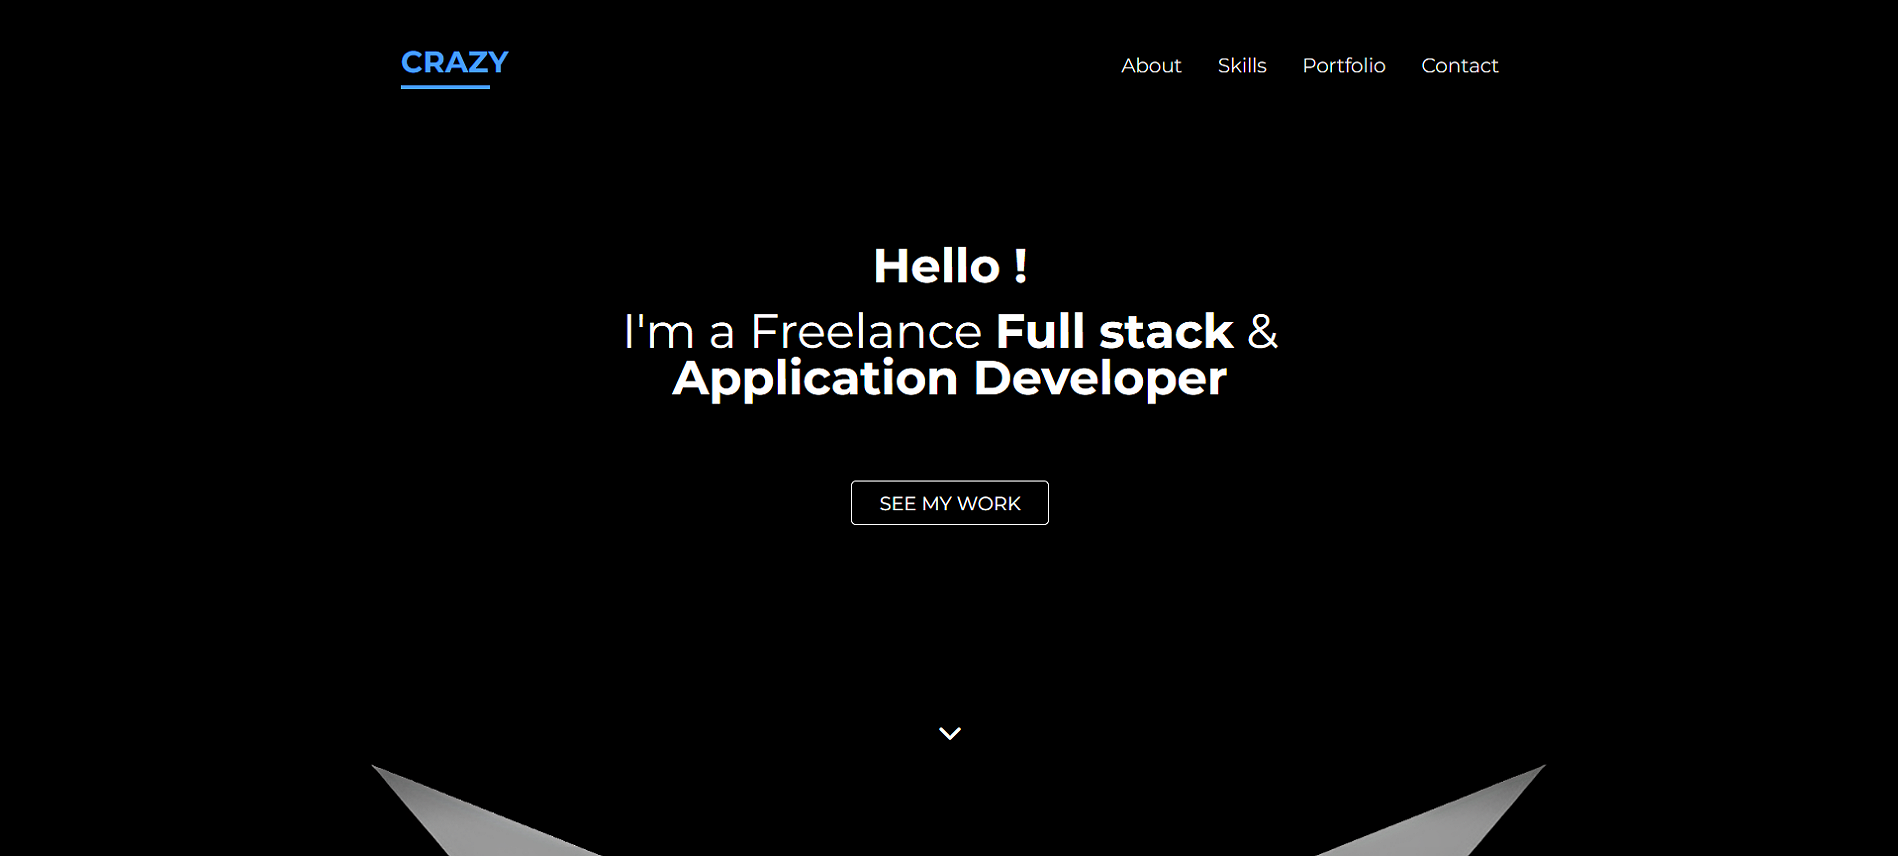 CRAZY
About Skills Portfolio Contact
Hello !
I'm a Freelance Full stack &
Application Developer
SEE MY WORK